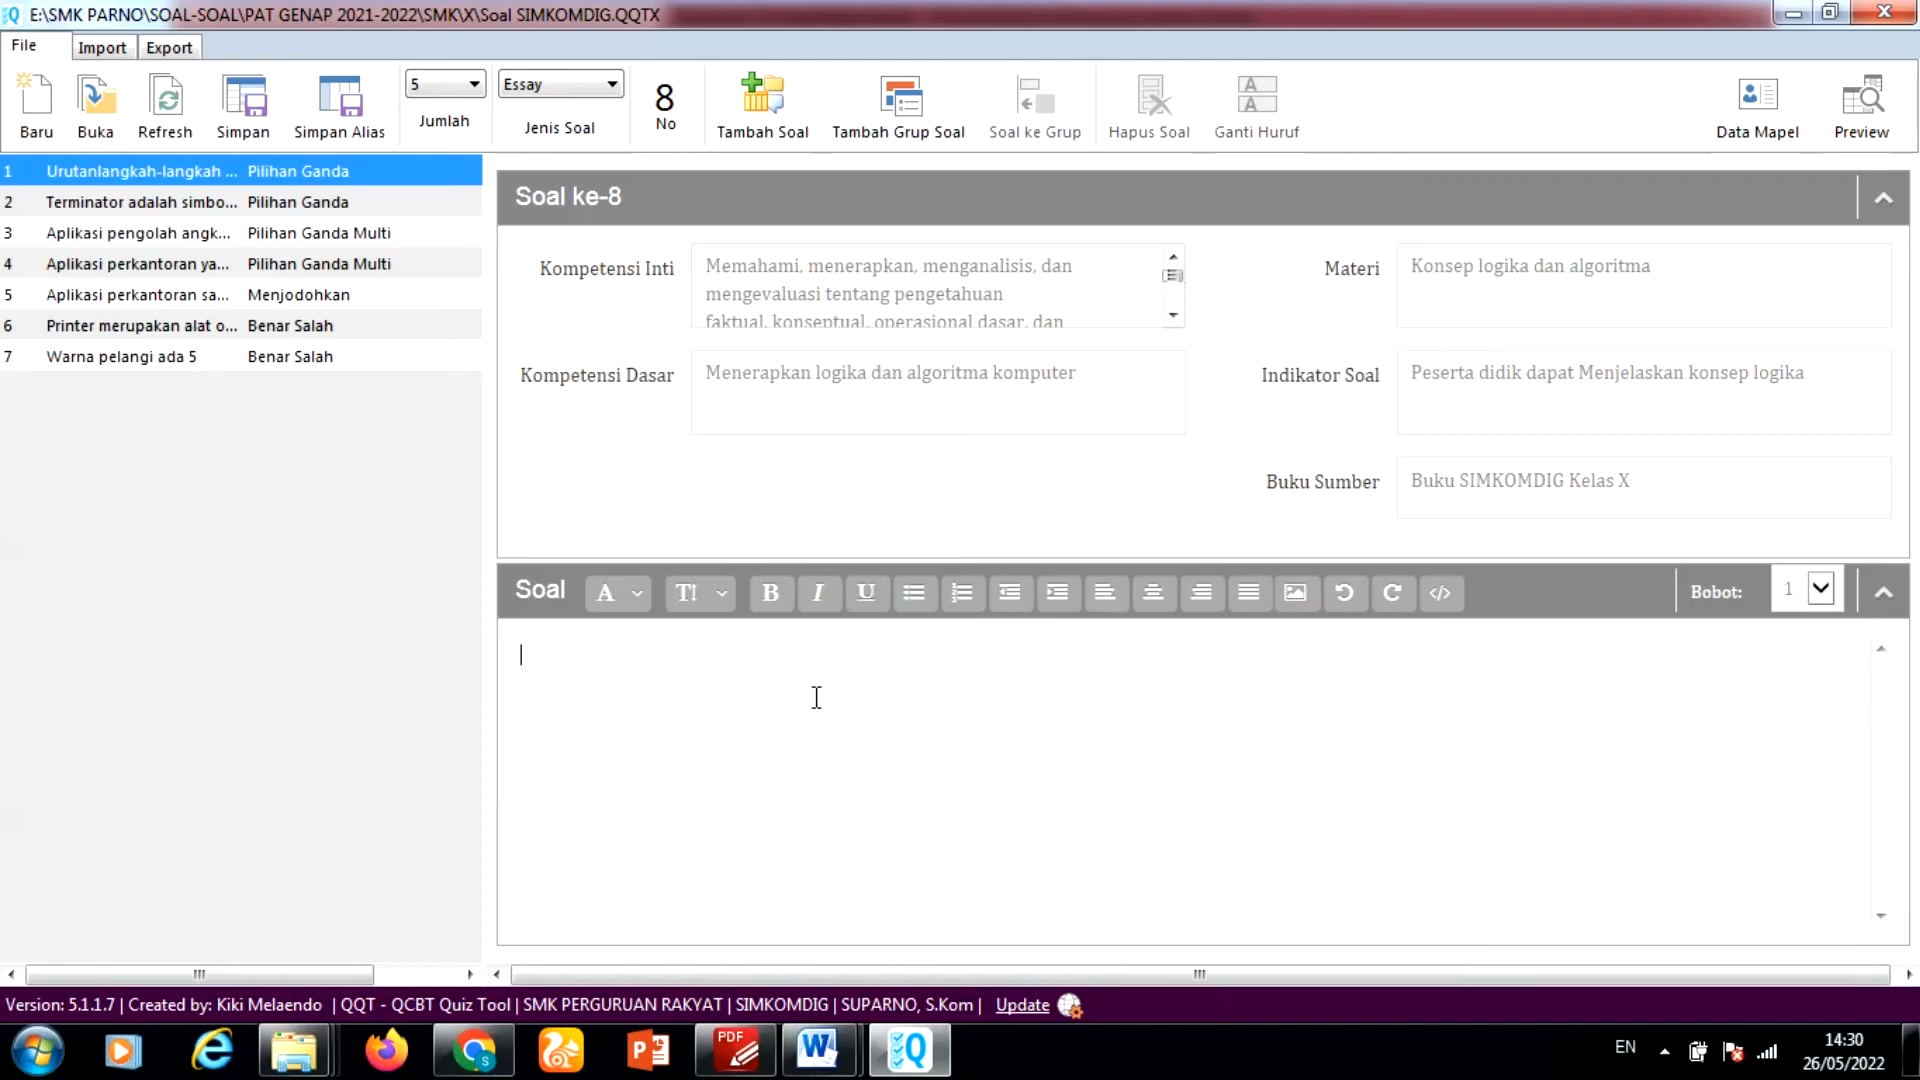 E:\SMK PARNO\SOAL-SOAL\PAT GENAP 2021-2022\SMK\X\Soal SIMKOMDIG.QQTX
File
Import
Export
Baru
Buka
Refresh
Simpan
Simpan Alias
5
Jumlah
Essay
Jenis Soal
8
No
Tambah Soal
Tambah Grup Soal
Soal ke Grup
Hapus Soal
Ganti Huruf
Data Mapel
Preview
1 Urutanlangkah-langkah ... Pilihan Ganda
2 Terminator adalah simbo... Pilihan Ganda
3 Aplikasi pengolah angk... Pilihan Ganda Multi
4 Aplikasi perkantoran ya... Pilihan Ganda Multi
5 Aplikasi perkantoran sa... Menjodohkan
6 Printer merupakan alat o... Benar Salah
7 Warna pelangi ada 5 Benar Salah
Soal ke-8
Kompetensi Inti
Memahami, menerapkan, menganalisis, dan
mengevaluasi tentang pengetahuan
faktual, konseptual, operasional dasar, dan
Materi
Konsep logika dan algoritma
Kompetensi Dasar
Menerapkan logika dan algoritma komputer
Indikator Soal
Peserta didik dapat Menjelaskan konsep logika
Buku Sumber
Buku SIMKOMDIG Kelas X
Soal
Bobot: 1
Version: 5.1.1.7 | Created by: Kiki Melaendo | QQT - QCBT Quiz Tool | SMK PERGURUAN RAKYAT | SIMKOMDIG | SUPARNO, S.Kom | Update
PDF
EN
14:30
26/05/2022